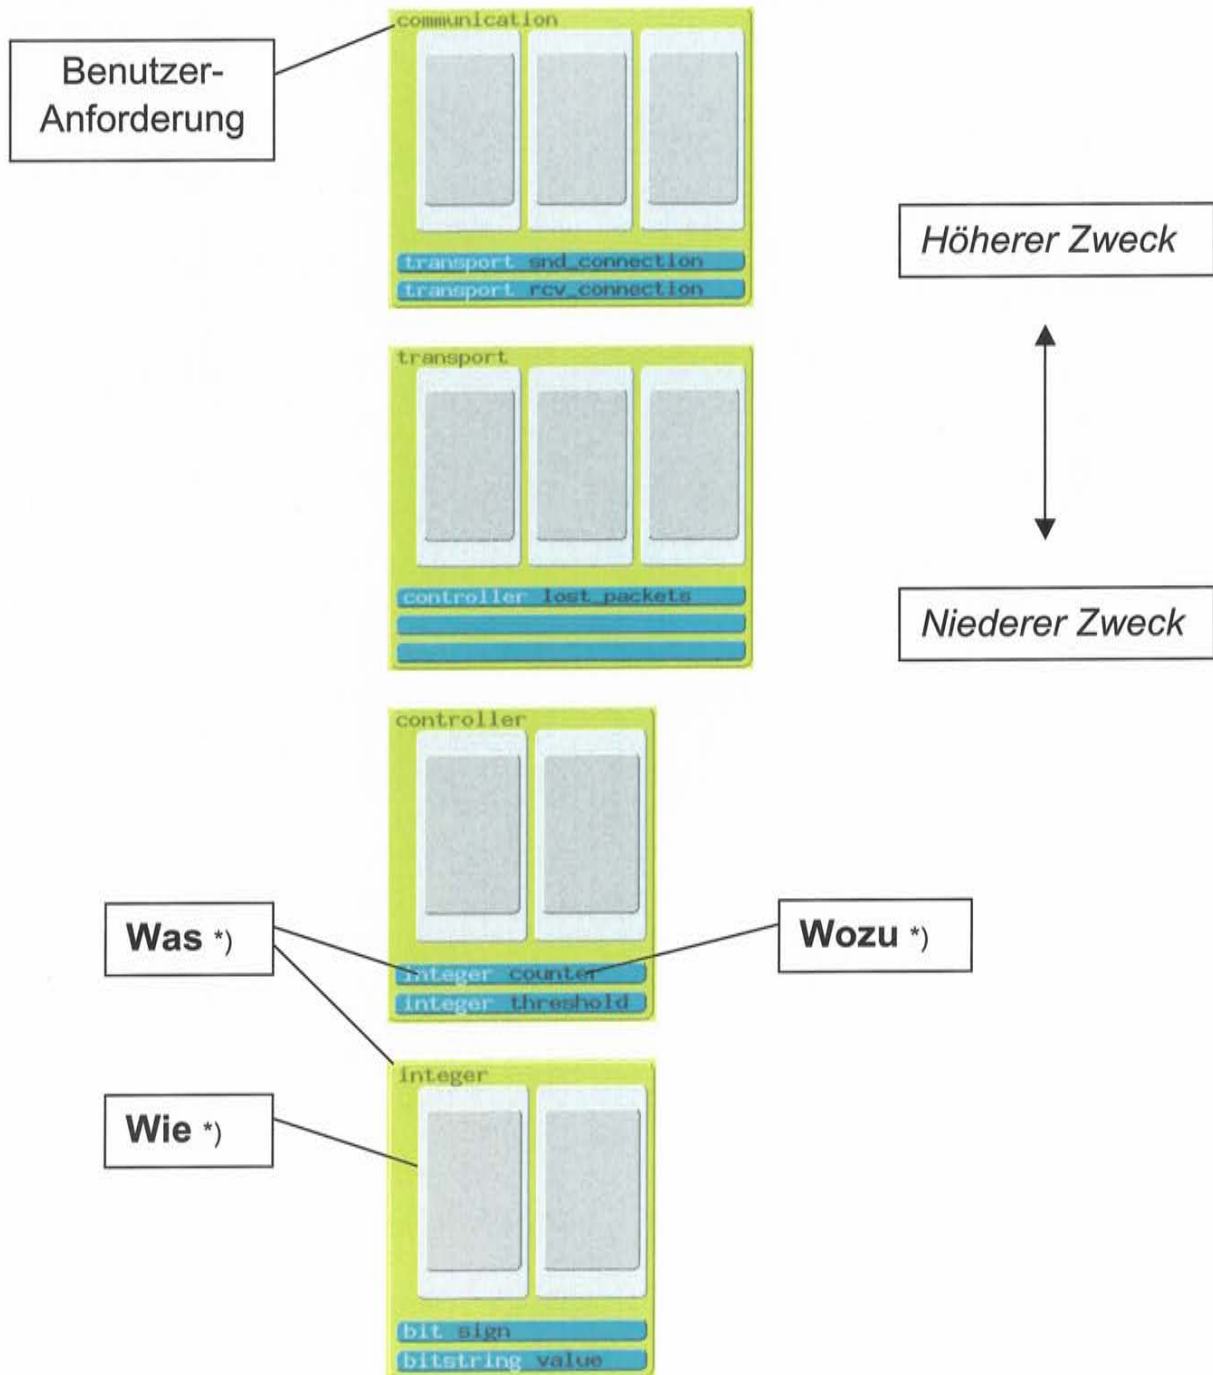 communication
Benutzer-
Anforderung
transport snd_connection
transport rcv_connection
Höherer Zweck
transport
controller lost_packets
Niederer Zweck
controller
Was *)
Wozu *)
integer counter
integer threshold
integer
Wie *)
bit sign
bitstring value